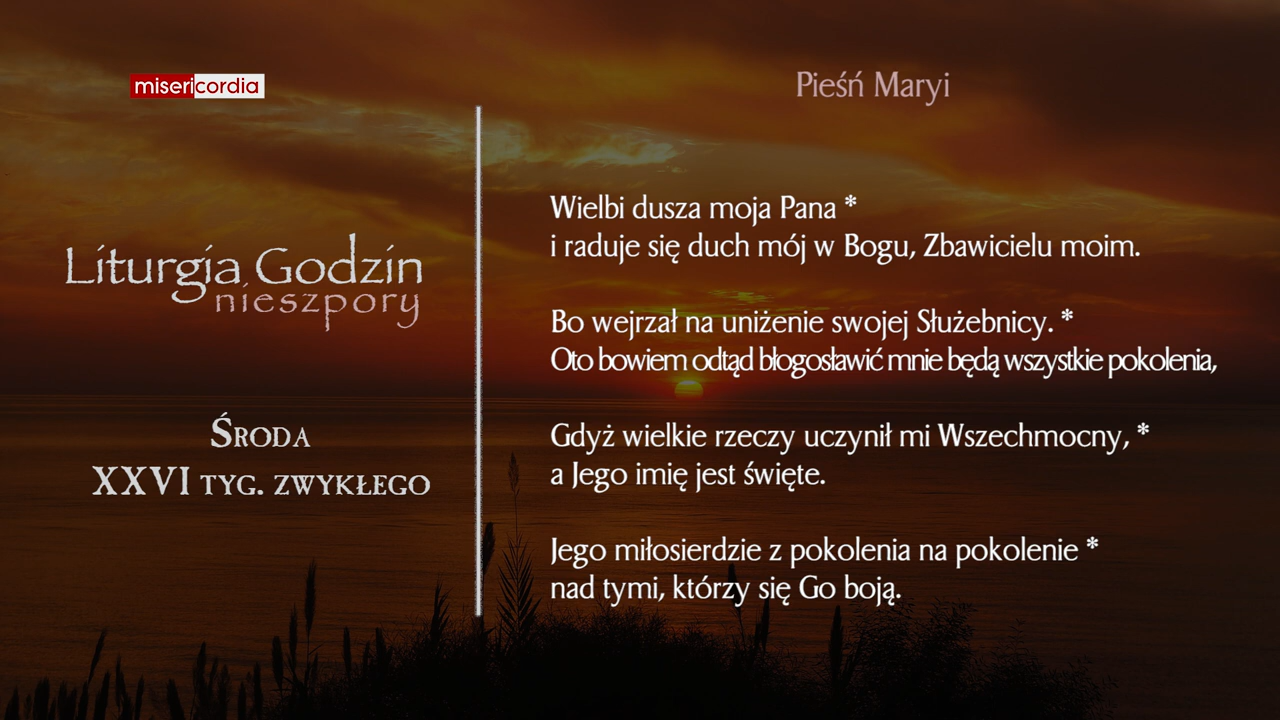 misericordia
Liturgia Godzin
nieszpory
Środa
XXVI tyg. zwykłego
Pieśń Maryi
Wielbi dusza moja Pana *
i raduje się duch mój w Bogu, Zbawicielu moim.
Bo wejrzał na uniżenie swojej Służebnicy. *
Oto bowiem odtąd błogosławić mnie będą wszystkie pokolenia,
Gdyż wielkie rzeczy uczynił mi Wszechmocny, *
a Jego imię jest święte.
Jego miłosierdzie z pokolenia na pokolenie *
nad tymi, którzy się Go boją.